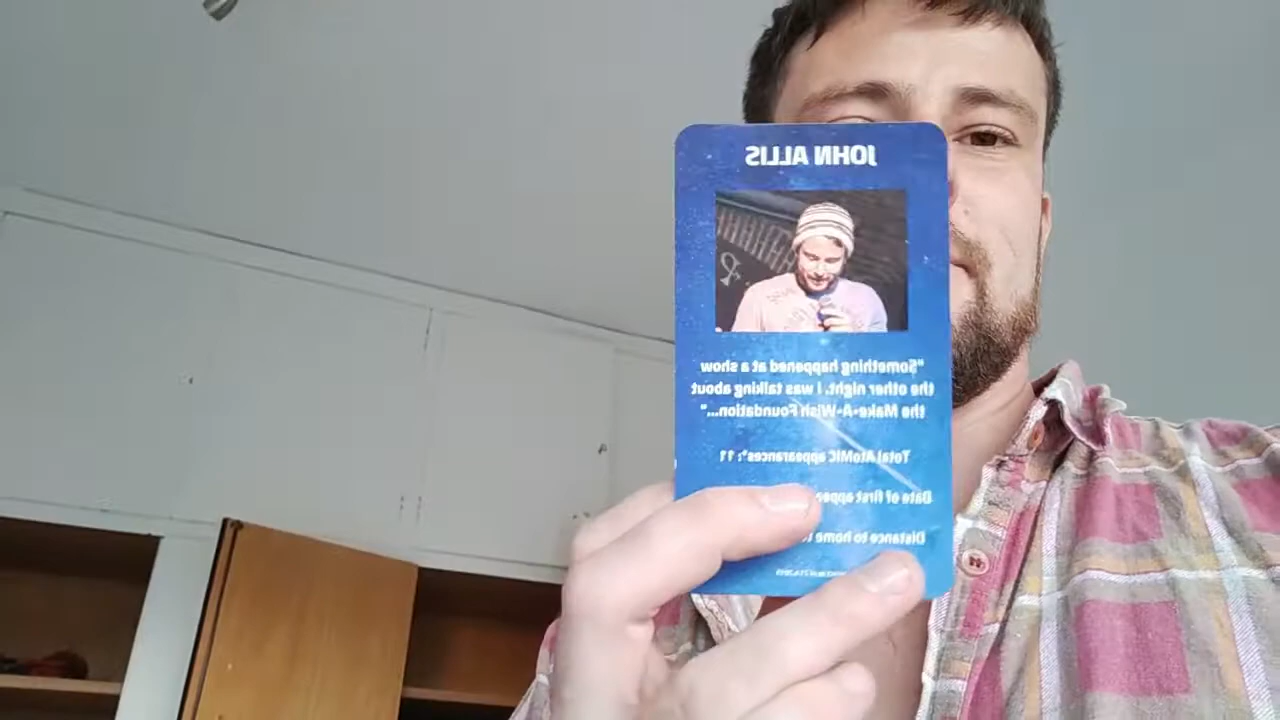 JOHN ALLIS
"Something happened at a show
the other night. I was talking about
the Make-A-Wish Foundation..."
Total AtoMIC appearances*: 11
Date of first
Distance to home